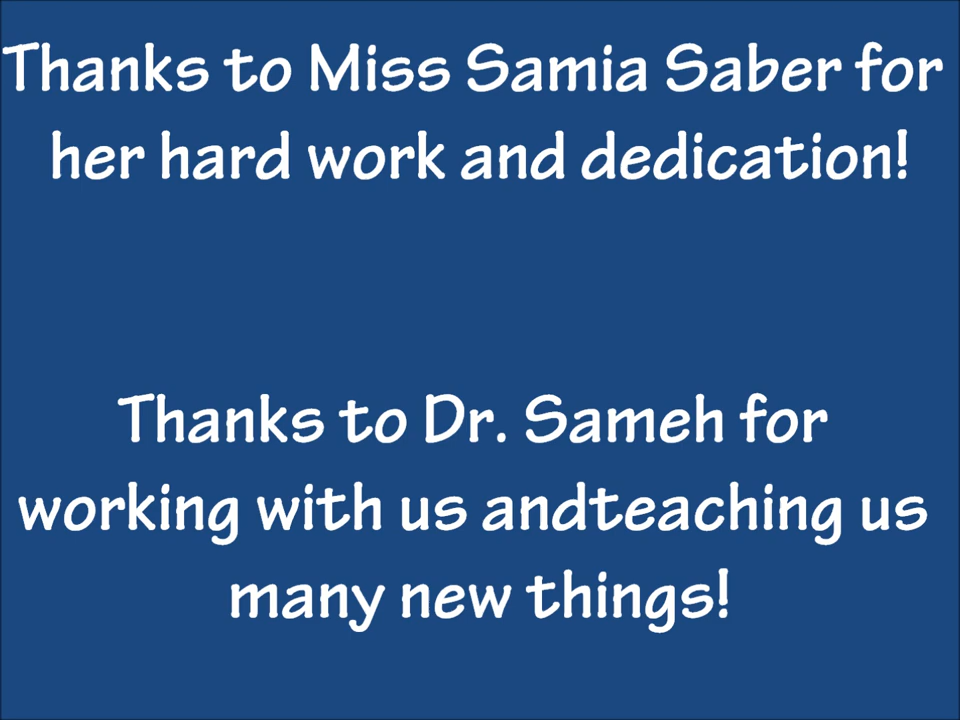 Thanks to Miss Samia Saber for
her hard work and dedication!
Thanks to Dr. Sameh for
working with us andteaching us
many new things!